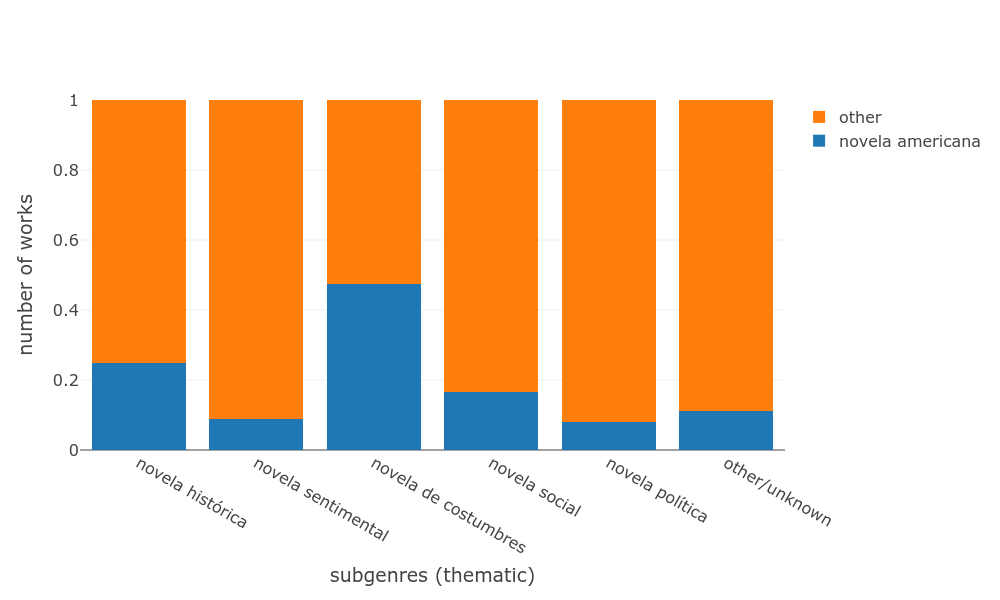 1
0.8
0.6
0.4
0.2
0
number of works
novela histórica
novela sentimental
novela de costumbres
novela social
novela política
other/unknown
subgenres (thematic)
other
novela americana